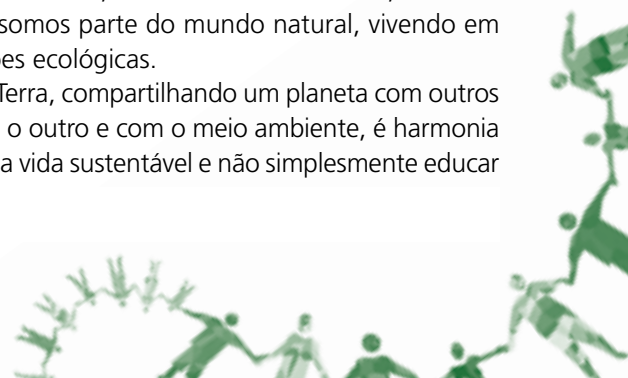 somos parte do mundo natural, vivendo em
es ecológicas.
Terra, compartilhando um planeta com outros
o outro e com o meio ambiente, é harmonia
a vida sustentável e não simplesmente educar